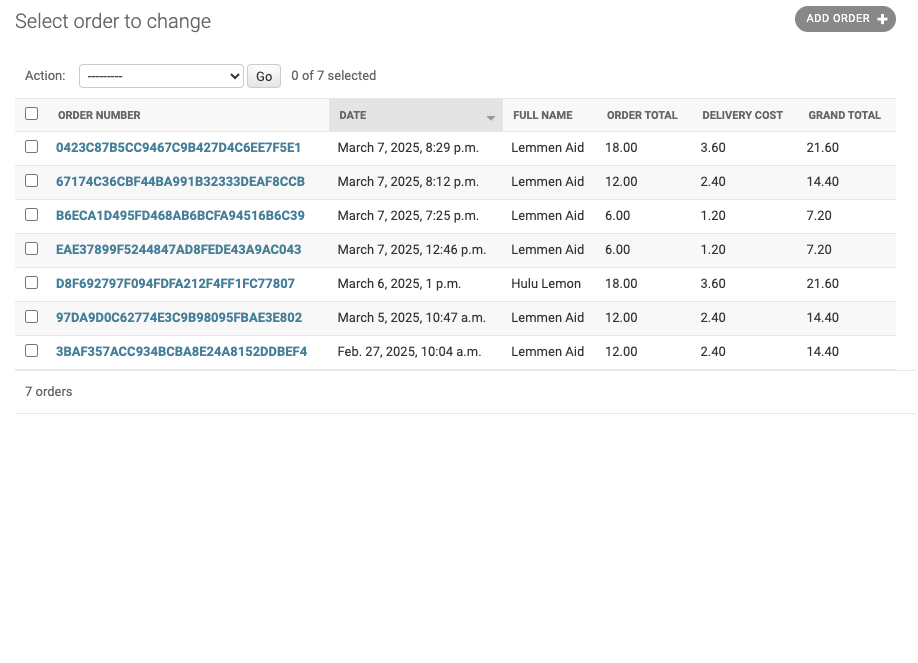 Select order to change
ADD ORDER +
Action: --------- Go 0 of 7 selected
ORDER NUMBER DATE FULL NAME ORDER TOTAL DELIVERY COST GRAND TOTAL
0423C87B5CC9467C9B427D4C6EE7F5E1 March 7, 2025, 8:29 p.m. Lemmen Aid 18.00 3.60 21.60
67174C36CBF44BA991B32333DEAF8CCB March 7, 2025, 8:12 p.m. Lemmen Aid 12.00 2.40 14.40
B6ECA1D495FD468AB6BCFA94516B6C39 March 7, 2025, 7:25 p.m. Lemmen Aid 6.00 1.20 7.20
EAE37899F5244847AD8FEDE43A9AC043 March 7, 2025, 12:46 p.m. Lemmen Aid 6.00 1.20 7.20
D8F692797F094FDFA212F4FF1FC77807 March 6, 2025, 1 p.m. Hulu Lemon 18.00 3.60 21.60
97DA9D0C62774E3C9B98095FBAE3E802 March 5, 2025, 10:47 a.m. Lemmen Aid 12.00 2.40 14.40
3BAF357ACC934BCBA8E24A8152DDBEF4 Feb. 27, 2025, 10:04 a.m. Lemmen Aid 12.00 2.40 14.40
7 orders